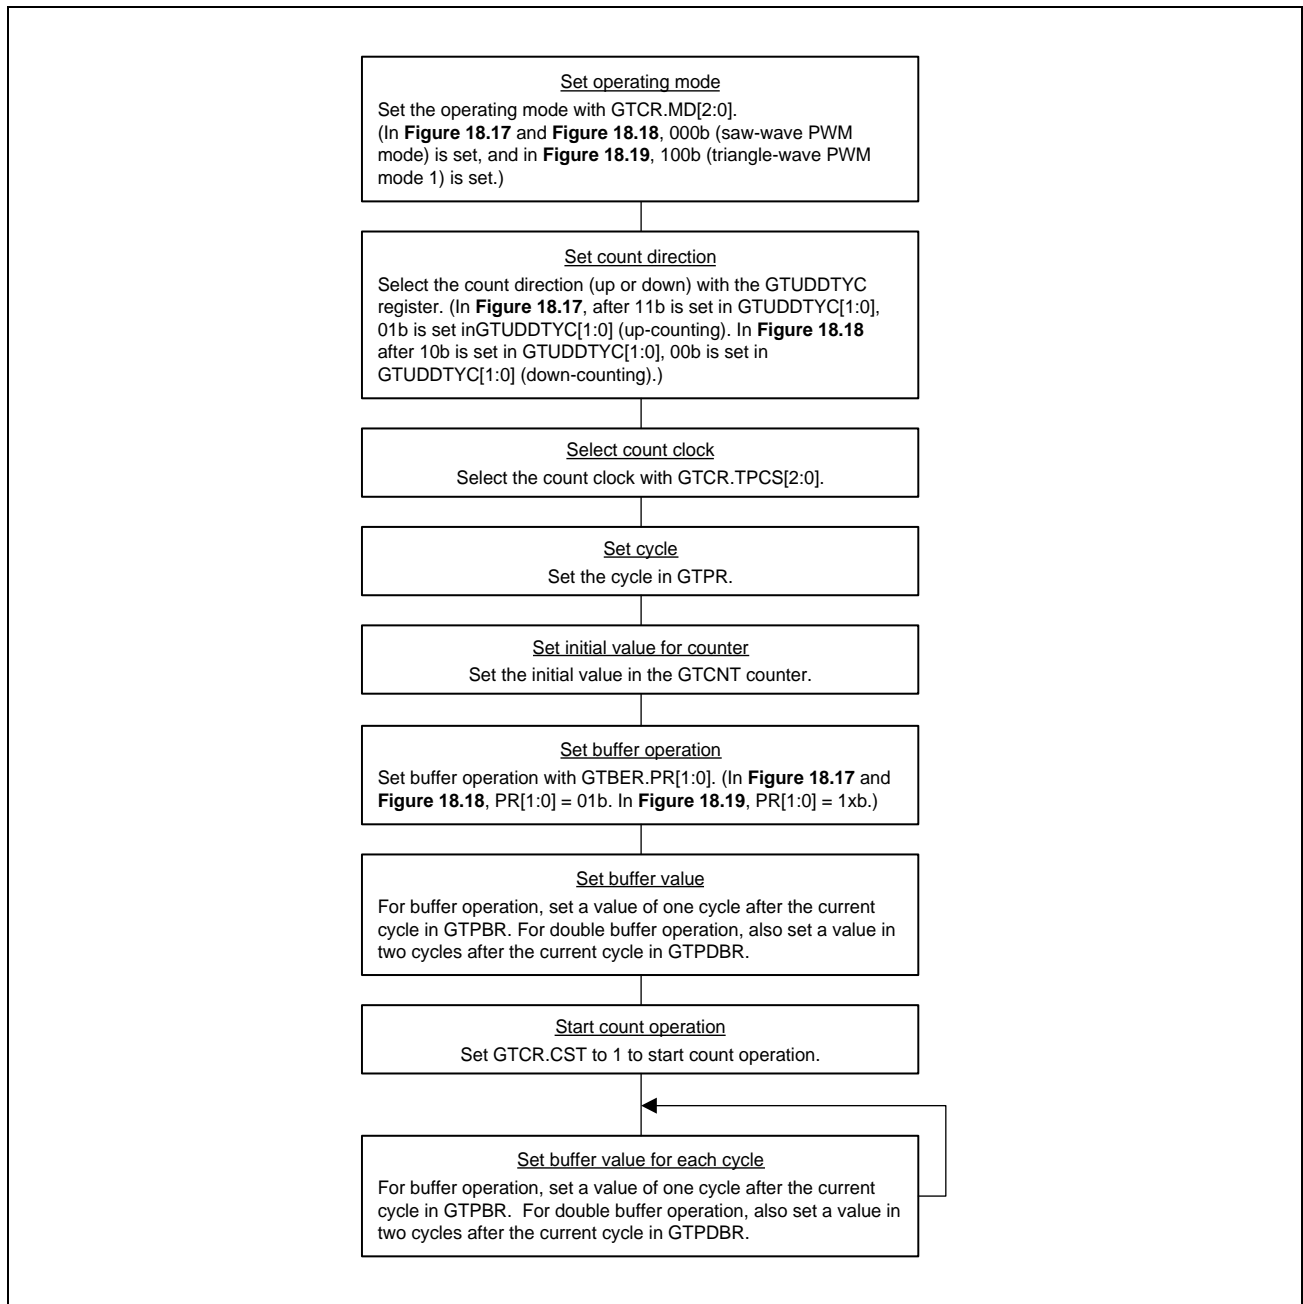 Set operating mode
Set the operating mode with GTCR.MD[2:0].
(In Figure 18.17 and Figure 18.18, 000b (saw-wave PWM
mode) is set, and in Figure 18.19, 100b (triangle-wave PWM
mode 1) is set.)
Set count direction
Select the count direction (up or down) with the GTUDDTYC
register. (In Figure 18.17, after 11b is set in GTUDDTYC[1:0],
01b is set inGTUDDTYC[1:0] (up-counting). In Figure 18.18
after 10b is set in GTUDDTYC[1:0], 00b is set in
GTUDDTYC[1:0] (down-counting).)
Select count clock
Select the count clock with GTCR.TPCS[2:0].
Set cycle
Set the cycle in GTPR.
Set initial value for counter
Set the initial value in the GTCNT counter.
Set buffer operation
Set buffer operation with GTBER.PR[1:0]. (In Figure 18.17 and
Figure 18.18, PR[1:0] = 01b. In Figure 18.19, PR[1:0] = 1xb.)
Set buffer value
For buffer operation, set a value of one cycle after the current
cycle in GTPBR. For double buffer operation, also set a value in
two cycles after the current cycle in GTPDBR.
Start count operation
Set GTCR.CST to 1 to start count operation.
Set buffer value for each cycle
For buffer operation, set a value of one cycle after the current
cycle in GTPBR.  For double buffer operation, also set a value in
two cycles after the current cycle in GTPDBR.